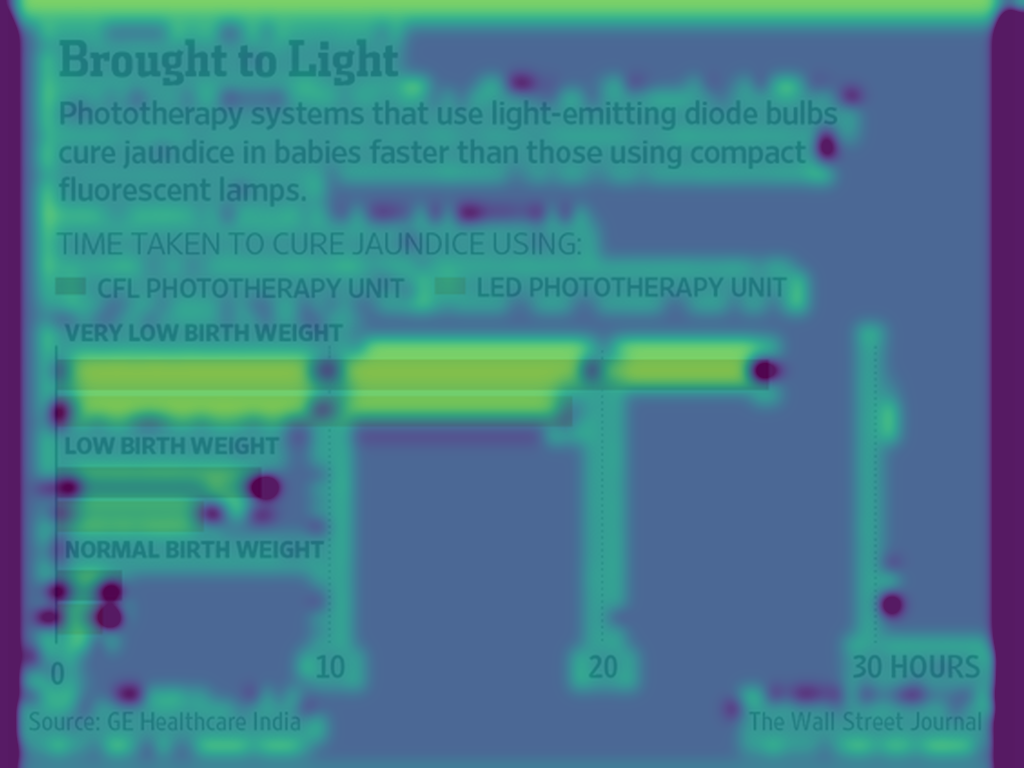 Brought to Light
Phototherapy systems that use light-emitting diode bulbs
cure jaundice in babies faster than those using compact
fluorescent lamps.
TIME TAKEN TO CURE JAUNDICE USING:
CFL PHOTOTHERAPY UNIT LED PHOTOTHERAPY UNIT
VERY LOW BIRTH WEIGHT
LOW BIRTH WEIGHT
NORMAL BIRTH WEIGHT
0 10 20 30 HOURS
Source: GE Healthcare India The Wall Street Journal